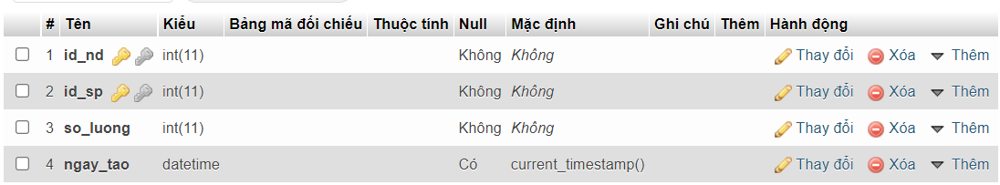 # Tên Kiểu Bảng mã đối chiếu Thuộc tính Null Mặc định Ghi chú Thêm Hành động
1 id_nd int(11) Không Không Thay đổi Xóa Thêm
2 id_sp int(11) Không Không Thay đổi Xóa Thêm
3 so_luong int(11) Không Không Thay đổi Xóa Thêm
4 ngay_tao datetime Có current_timestamp() Thay đổi Xóa Thêm